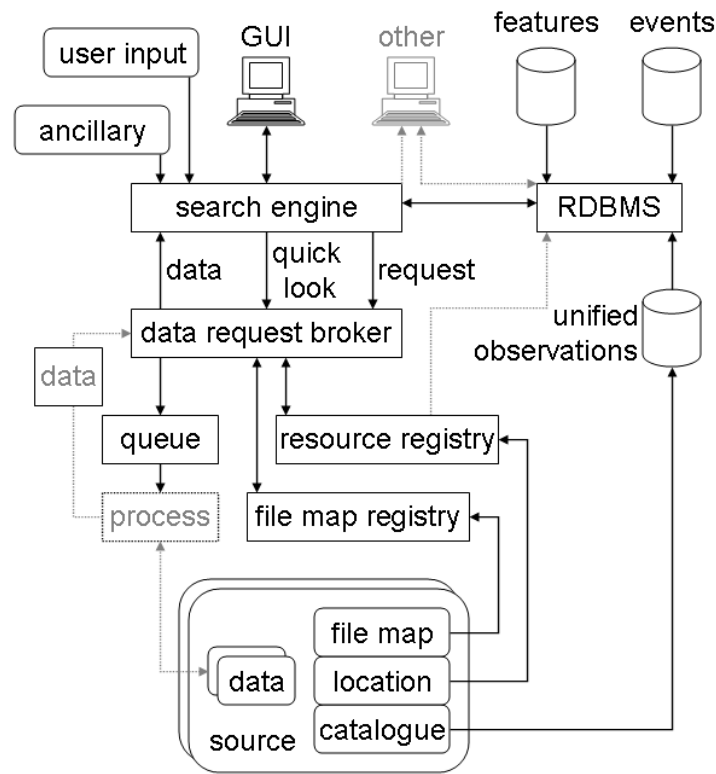 features
events
GUI
other
user input
ancillary
search engine
RDBMS
data
quick
look
request
data request broker
unified
observations
data
queue
resource registry
process
file map registry
file map
data
location
source
catalogue